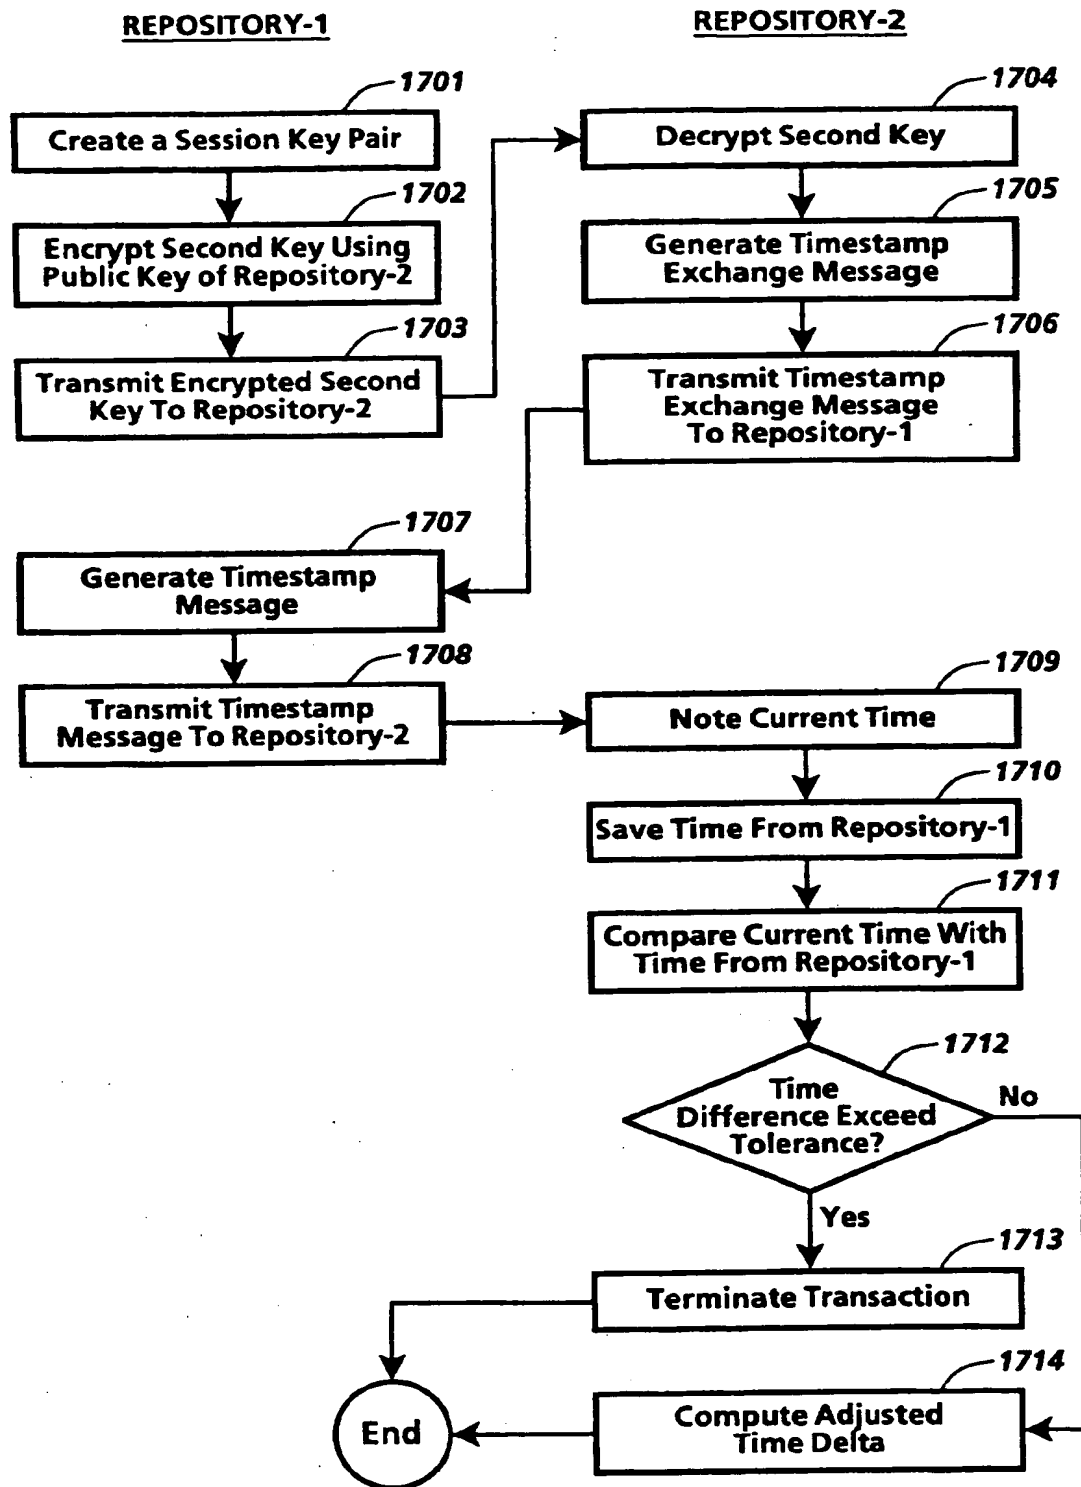 REPOSITORY-1
REPOSITORY-2
1701
Create a Session Key Pair
1702
Encrypt Second Key Using
Public Key of Repository-2
1703
Transmit Encrypted Second
Key To Repository-2
1704
Decrypt Second Key
1705
Generate Timestamp
Exchange Message
1706
Transmit Timestamp
Exchange Message
To Repository-1
1707
Generate Timestamp
Message
1708
Transmit Timestamp
Message To Repository-2
1709
Note Current Time
1710
Save Time From Repository-1
1711
Compare Current Time With
Time From Repository-1
1712
Time
Difference Exceed
Tolerance?
No
Yes
1713
Terminate Transaction
1714
Compute Adjusted
Time Delta
End